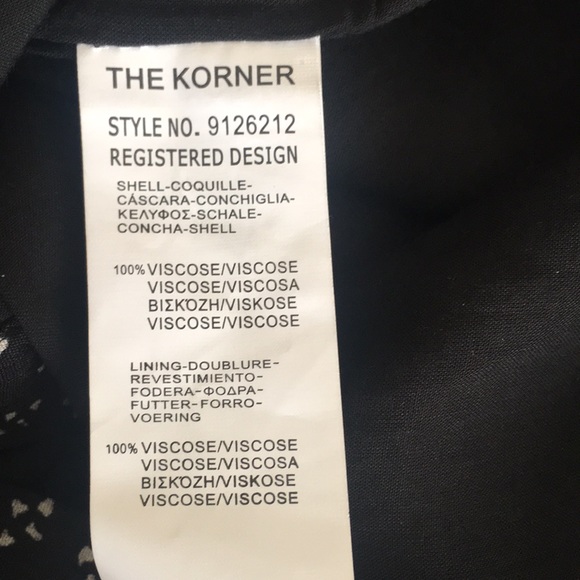 THE KORNER
STYLE NO. 9126212
REGISTERED DESIGN
SHELL-COQUILLE-
CÁSCARA-CONCHIGLIA-
ΚΕΛΥΦΟΣ-SCHALE-
CONCHA-SHELL
100% VISCOSE/VISCOSE
VISCOSE/VISCOSA
ΒΙΣΚΌΖΗ/VISKOSE
VISCOSE/VISCOSE
LINING-DOUBLURE-
REVESTIMIENTO-
FODERA-ΦΟΔΡΑ-
FUTTER-FORRO-
VOERING
100% VISCOSE/VISCOSE
VISCOSE/VISCOSA
ΒΙΣΚΌΖΗ/VISKOSE
VISCOSE/VISCOSE